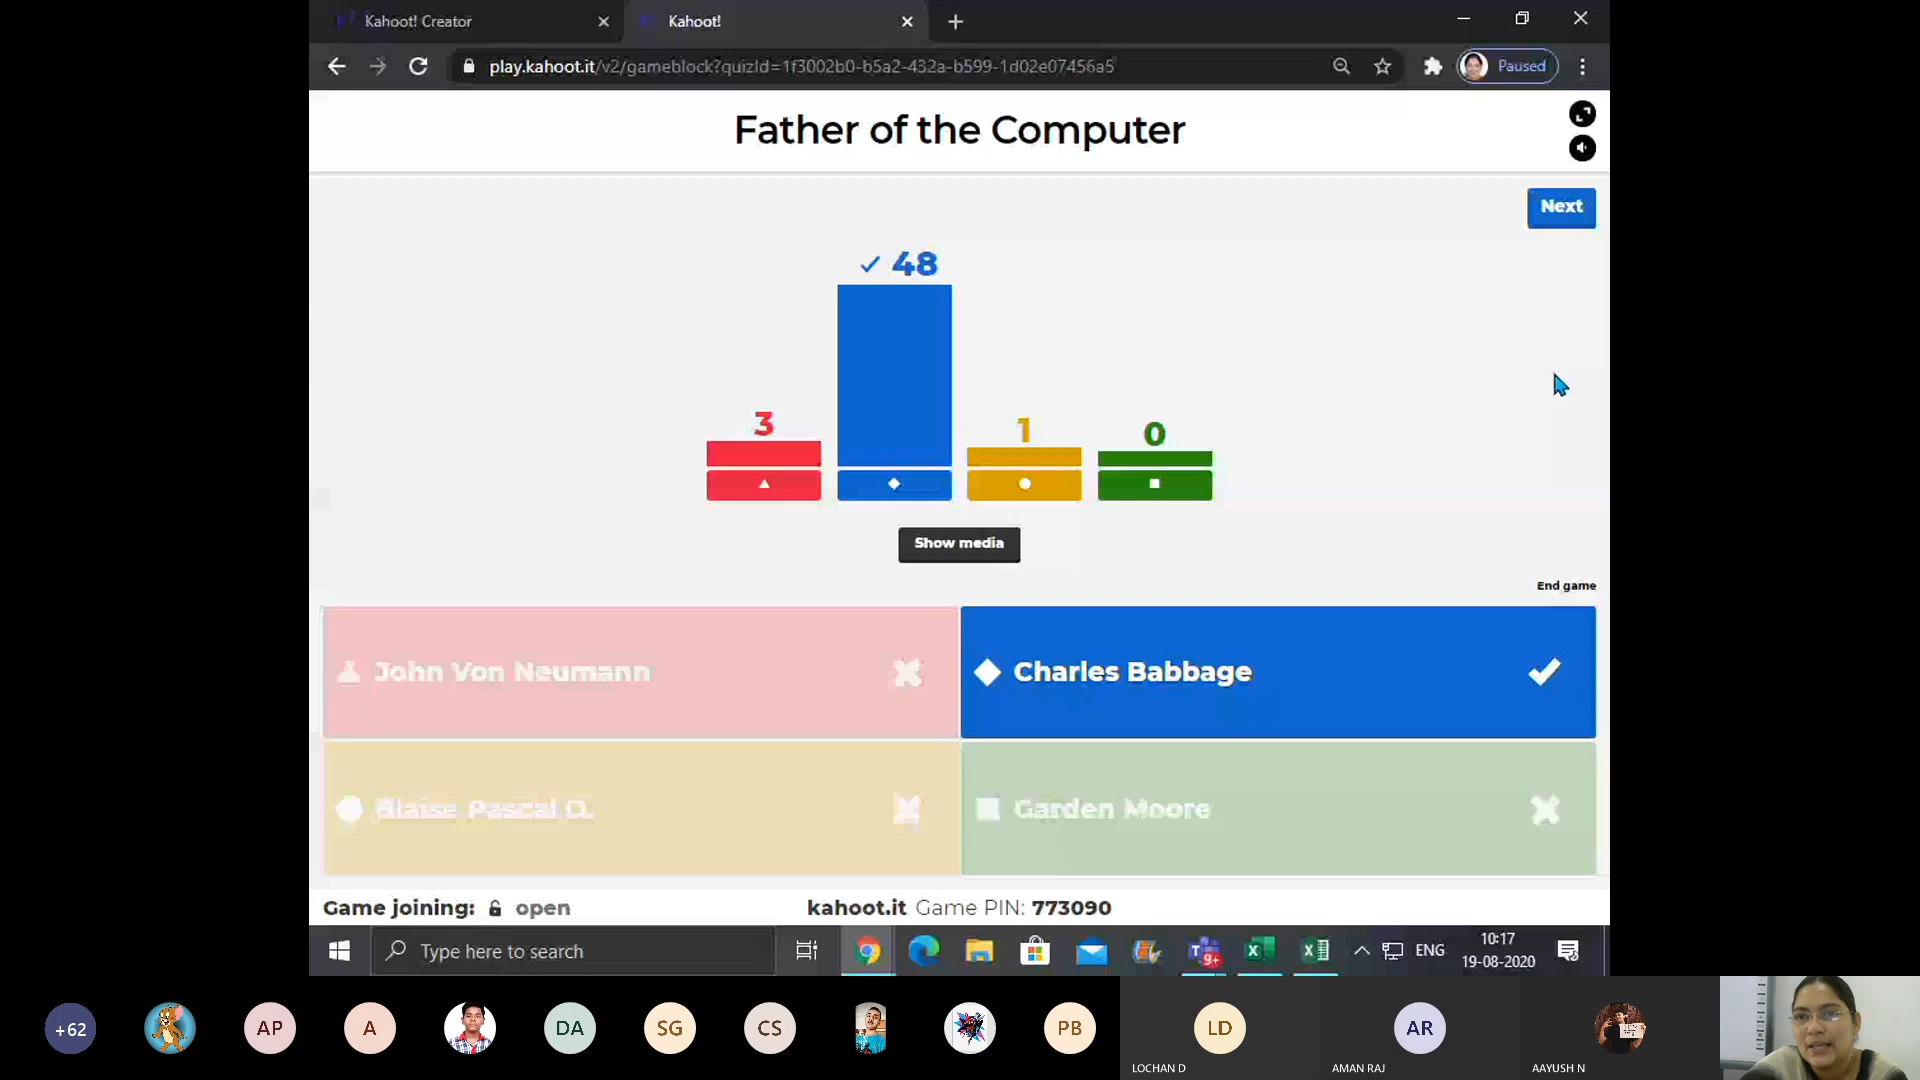 Kahoot! Creator
Kahoot!
play.kahoot.it/v2/gameblock?quizId=1f3002b0-b5a2-432a-b599-1d02e07456a5
Paused
Father of the Computer
Next
48
3
1
0
Show media
End game
John Von Neumann
Charles Babbage
Blaise Pascal O.
Garden Moore
Game joining: open
kahoot.it Game PIN: 773090
Type here to search
9+
ENG
10:17
19-08-2020
+62
AP
A
DA
SG
CS
PB
LD
AR
LOCHAN D
AMAN RAJ
AAYUSH N